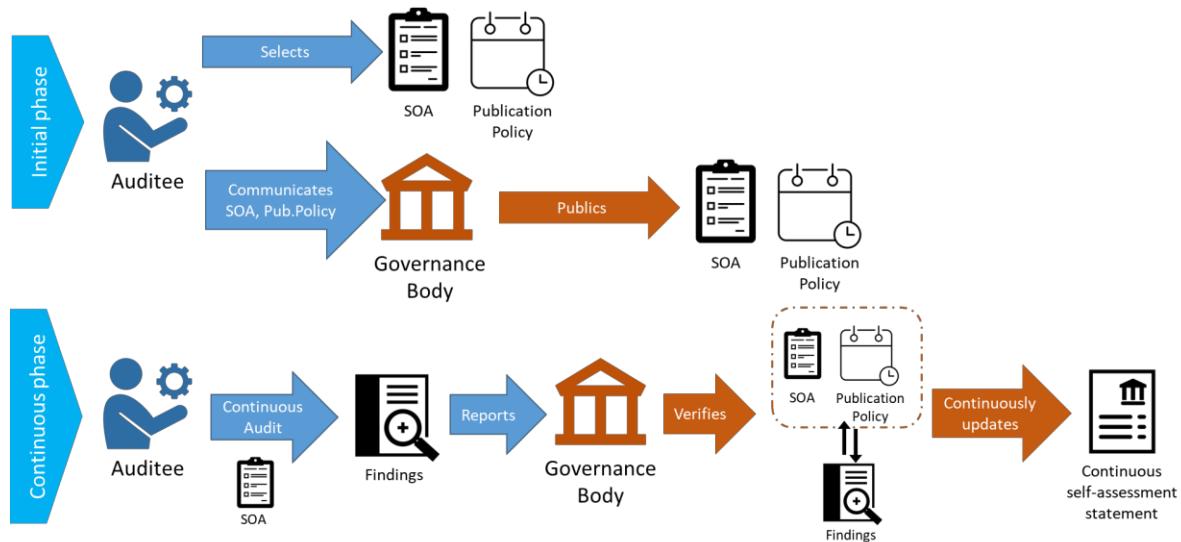 Initial phase
Auditee
Selects
SOA
Publication
Policy
Communicates
SOA, Pub.Policy
Governance
Body
Publics
SOA
Publication
Policy
Continuous phase
Auditee
Continuous
Audit
SOA
Findings
Reports
Governance
Body
Verifies
SOA
Publication
Policy
Findings
Continuously
updates
Continuous
self-assessment
statement